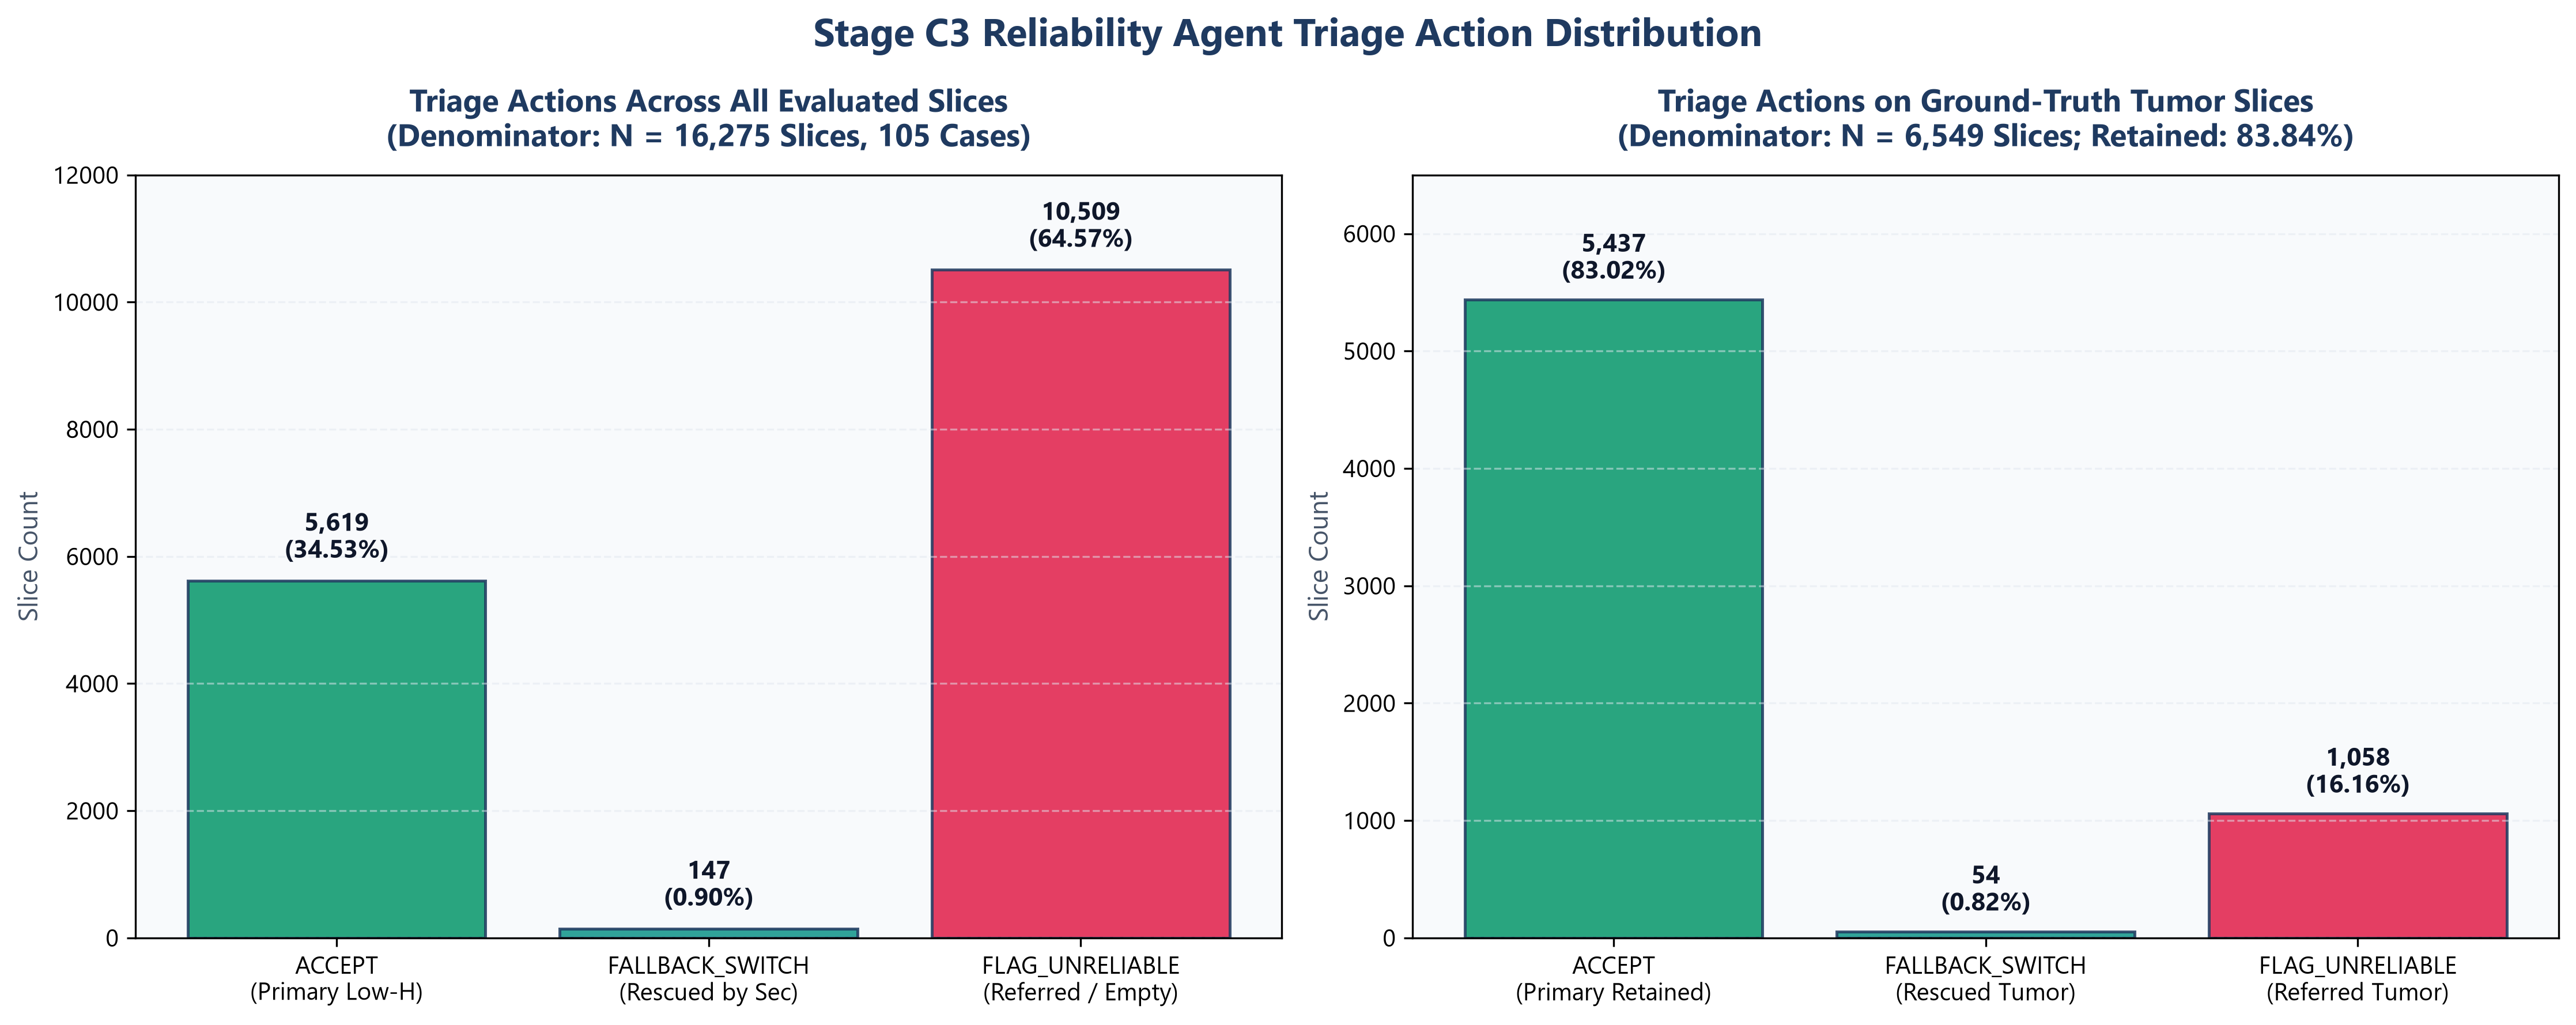 Stage C3 Reliability Agent Triage Action Distribution
Triage Actions Across All Evaluated Slices
(Denominator: N = 16,275 Slices, 105 Cases)
Slice Count
12000
10000
8000
6000
4000
2000
0
5,619
(34.53%)
147
(0.90%)
10,509
(64.57%)
ACCEPT
(Primary Low-H)
FALLBACK_SWITCH
(Rescued by Sec)
FLAG_UNRELIABLE
(Referred / Empty)
Triage Actions on Ground-Truth Tumor Slices
(Denominator: N = 6,549 Slices; Retained: 83.84%)
Slice Count
6000
5000
4000
3000
2000
1000
0
5,437
(83.02%)
54
(0.82%)
1,058
(16.16%)
ACCEPT
(Primary Retained)
FALLBACK_SWITCH
(Rescued Tumor)
FLAG_UNRELIABLE
(Referred Tumor)